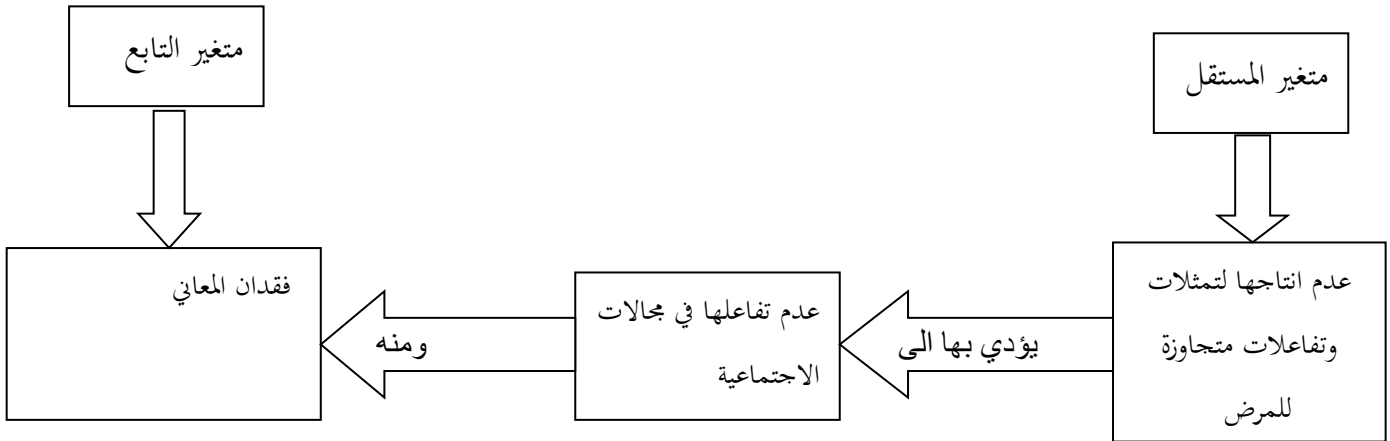 متغير المستقل
متغير التابع
عدم انتاجها لتمثلات
وتفاعلات متجاوزة
للمرض
يؤدي بها الى
عدم تفاعلها في مجالات
الاجتماعية
ومنه
فقدان المعاني